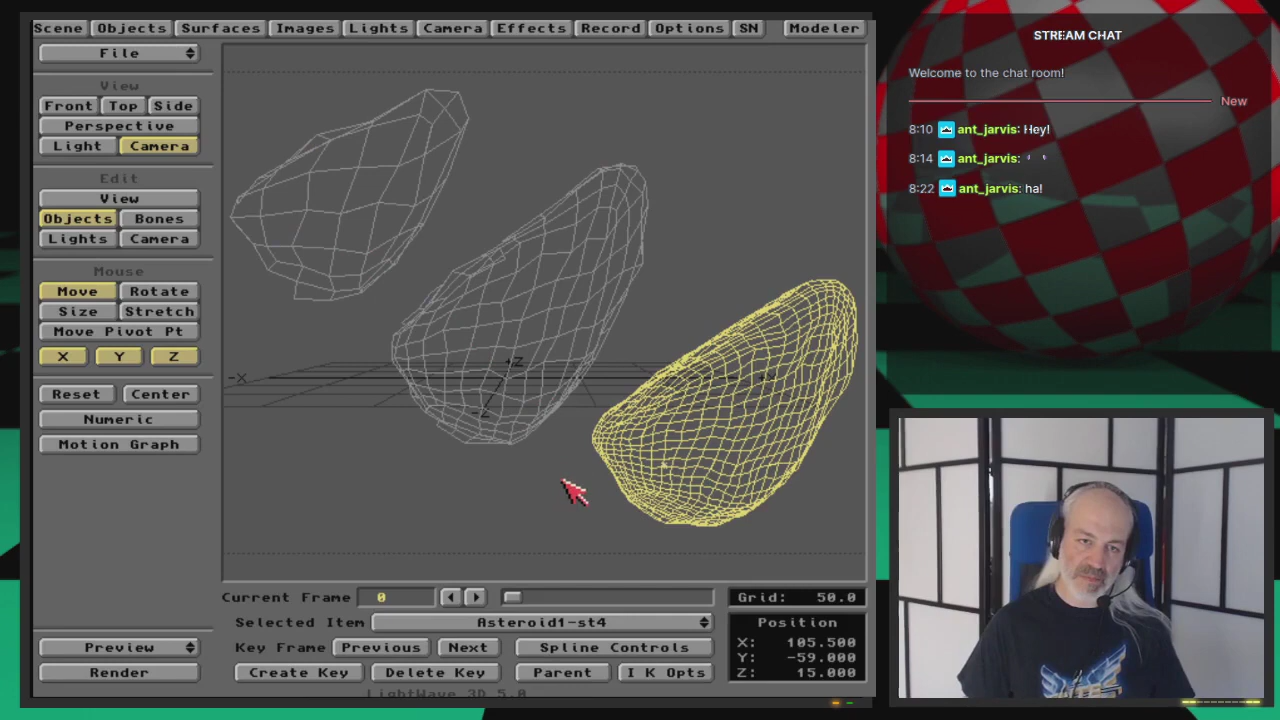 Scene Objects Surfaces Images Lights Camera Effects Record Options SN Modeler
File
View
Front Top Side
Perspective
Light Camera
Edit
View
Objects Bones
Lights Camera
Mouse
Move Rotate
Size Stretch
Move Pivot Pt
X Y Z
Reset Center
Numeric
Motion Graph
Preview
Render
-X
+Z
-Z
Current Frame 0
Selected Item Asteroid1-st4
Key Frame Previous Next Spline Controls
Create Key Delete Key Parent I K Opts
LightWave 3D 5.0
Grid: 50.0
Position
X: 105.500
Y: -59.000
Z: 15.000
STREAM CHAT
Welcome to the chat room!
New
8:10 ant_jarvis: Hey!
8:14 ant_jarvis: ' '
8:22 ant_jarvis: ha!